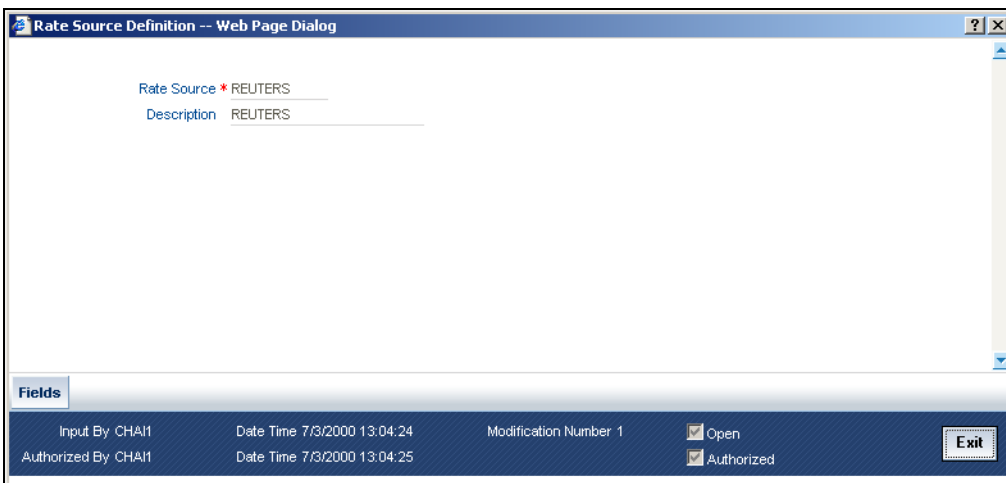 Rate Source Definition -- Web Page Dialog
Rate Source * REUTERS
Description REUTERS
Fields
Input By CHAI1 Date Time 7/3/2000 13:04:24 Modification Number 1 Open
Authorized By CHAI1 Date Time 7/3/2000 13:04:25 Authorized
Exit